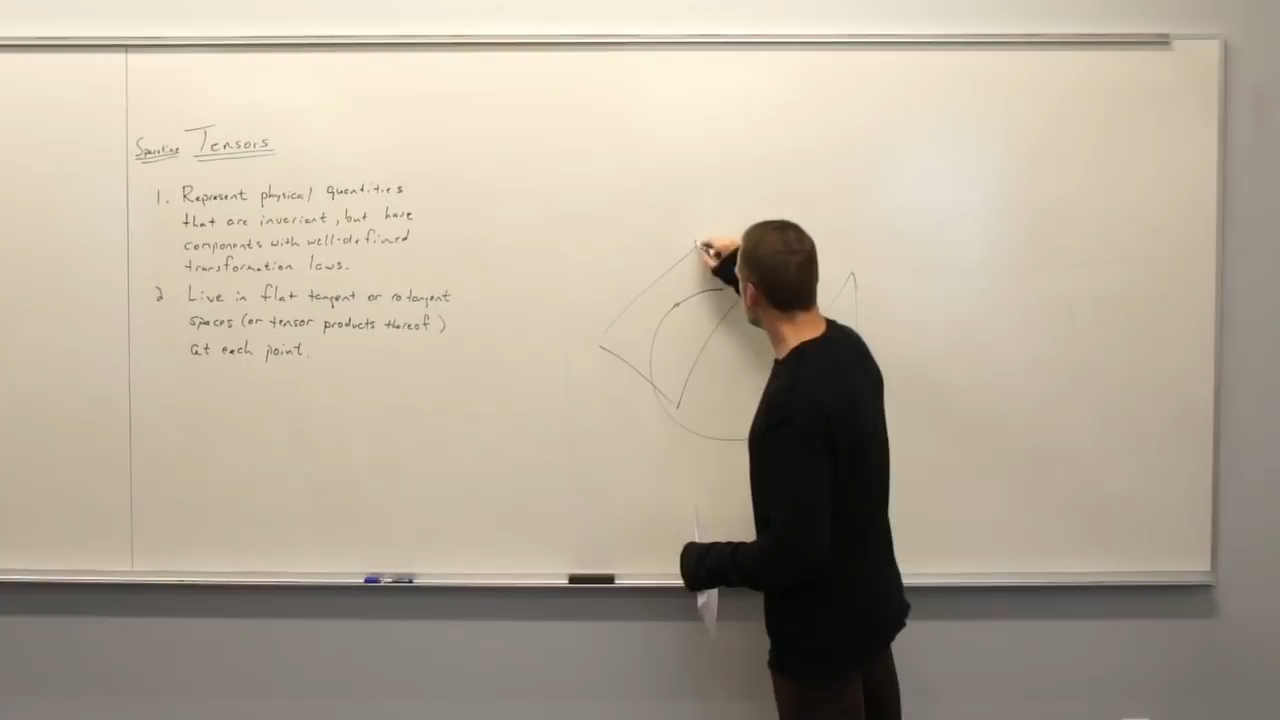 Spacetime Tensors
1. Represent physical quantities
that are invariant, but have
components with well-defined
transformation laws.
2 Live in flat tangent or cotangent
spaces (or tensor products thereof)
at each point.